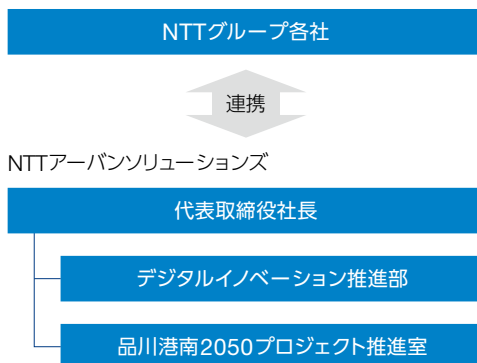 NTTグループ各社
連携
NTTアーバンソリューションズ
代表取締役社長
デジタルイノベーション推進部
品川港南2050プロジェクト推進室